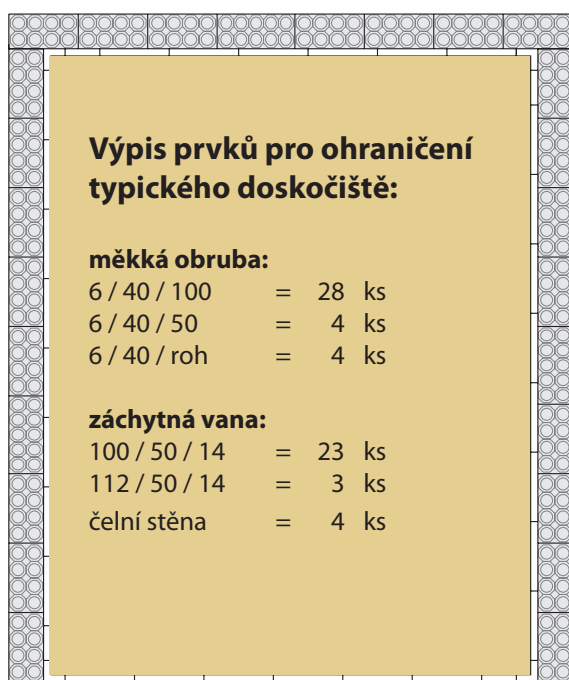 Výpis prvků pro ohraničení
typického doskočiště:
měkká obruba:
6 / 40 / 100 = 28 ks
6 / 40 / 50 = 4 ks
6 / 40 / roh = 4 ks
záchytná vana:
100 / 50 / 14 = 23 ks
112 / 50 / 14 = 3 ks
čelní stěna = 4 ks